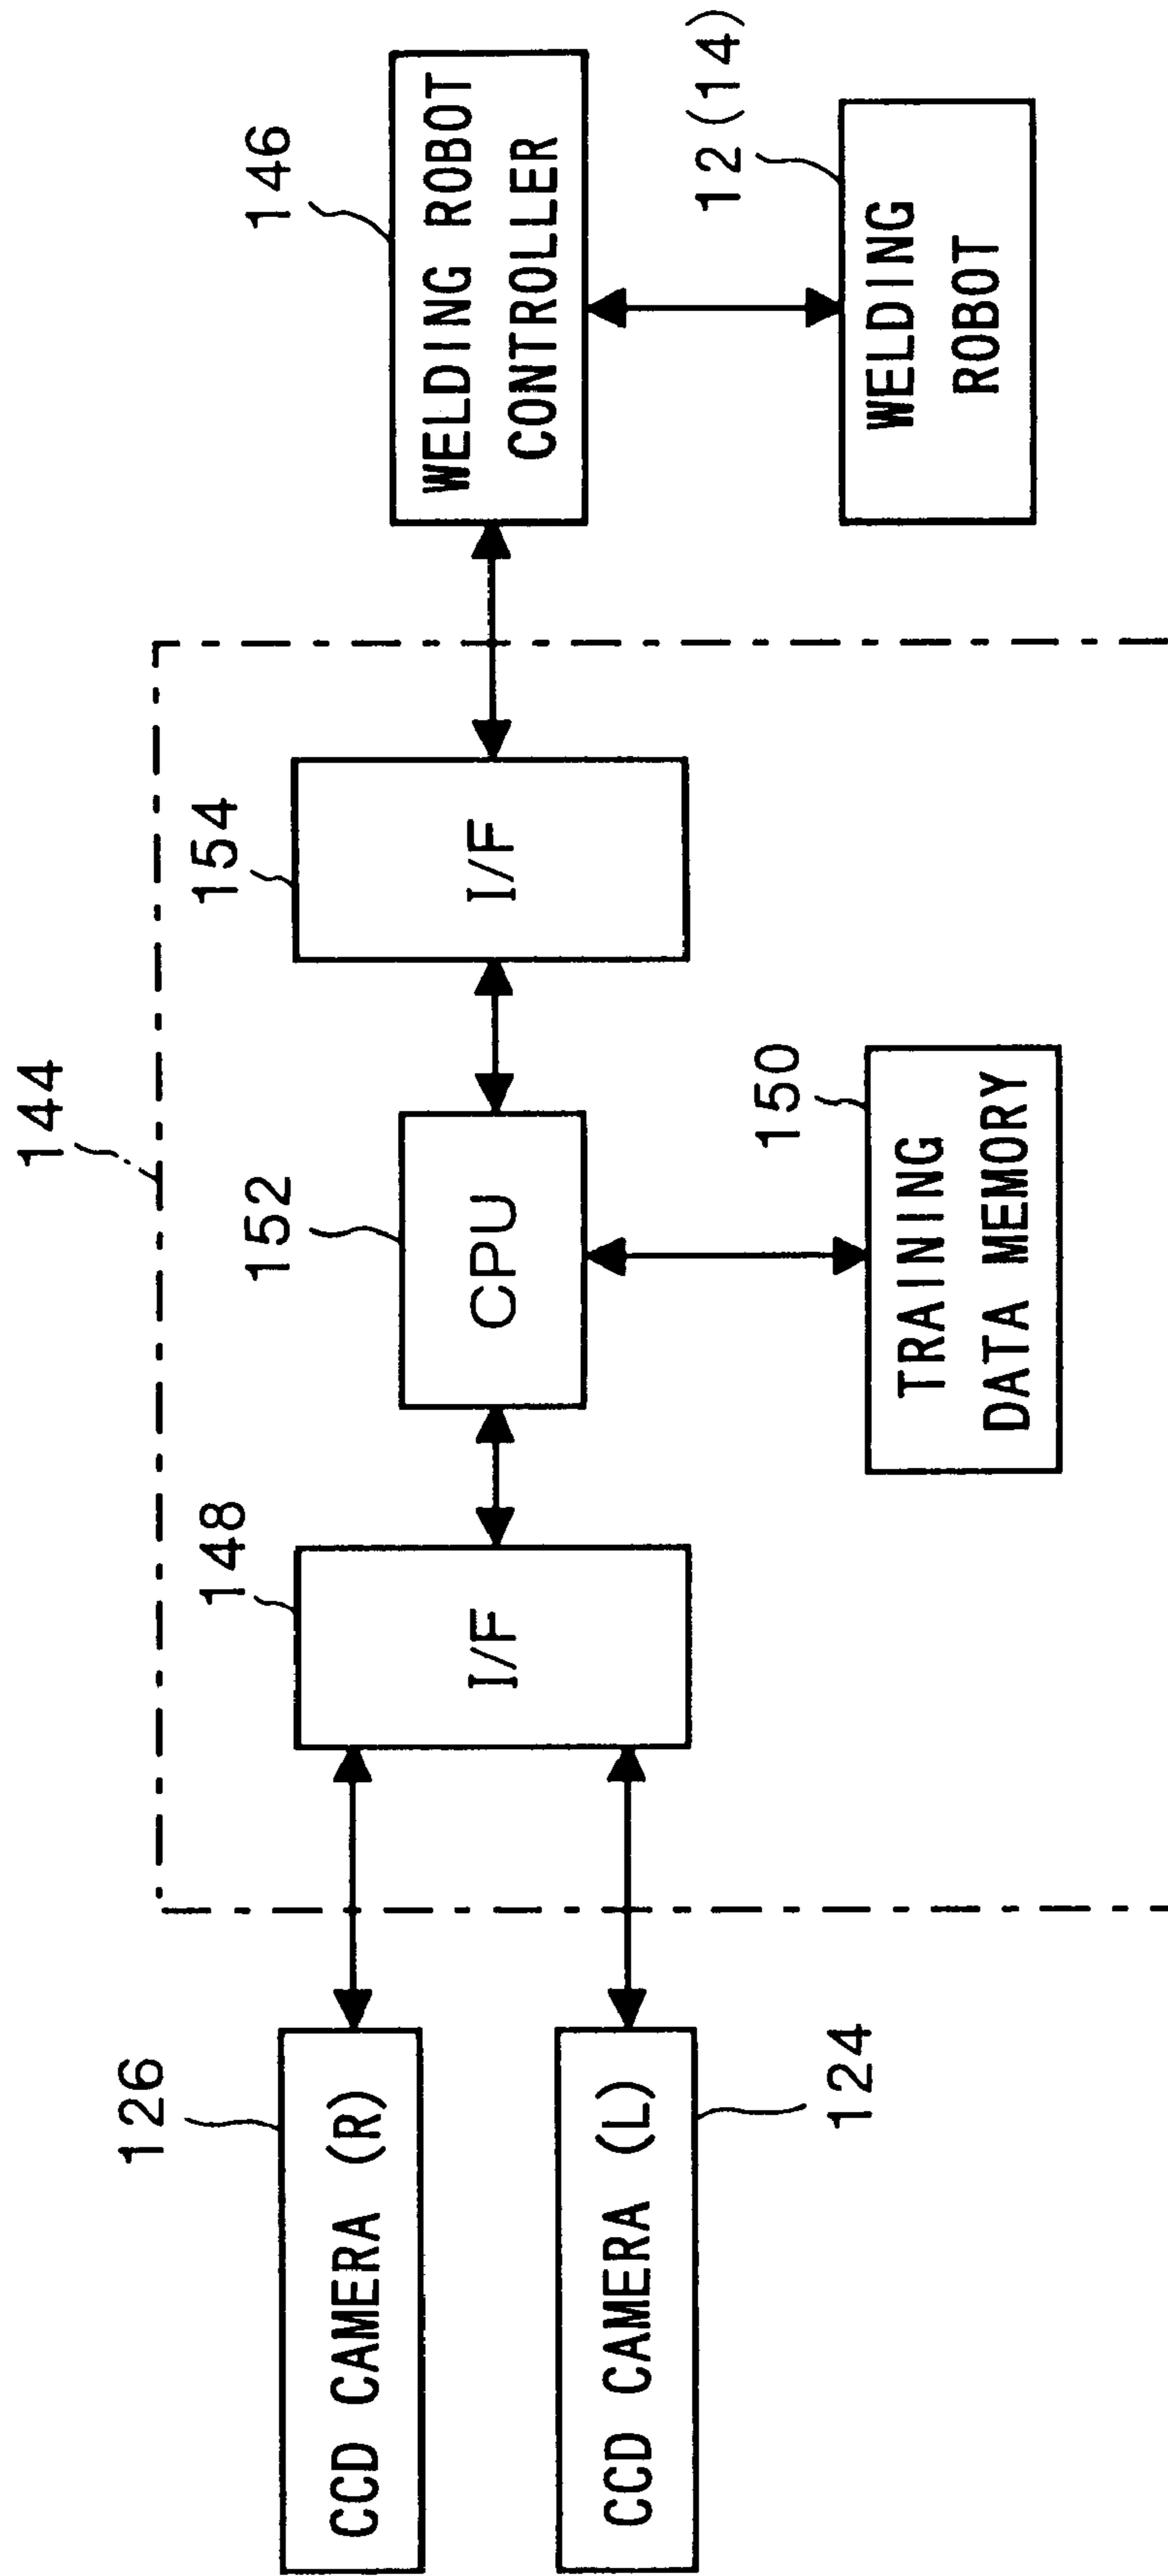 144
126
CCD CAMERA (R)
CCD CAMERA (L)
124
148
I/F
152
CPU
150
TRAINING
DATA MEMORY
154
I/F
146
WELDING ROBOT
CONTROLLER
12(14)
WELDING
ROBOT